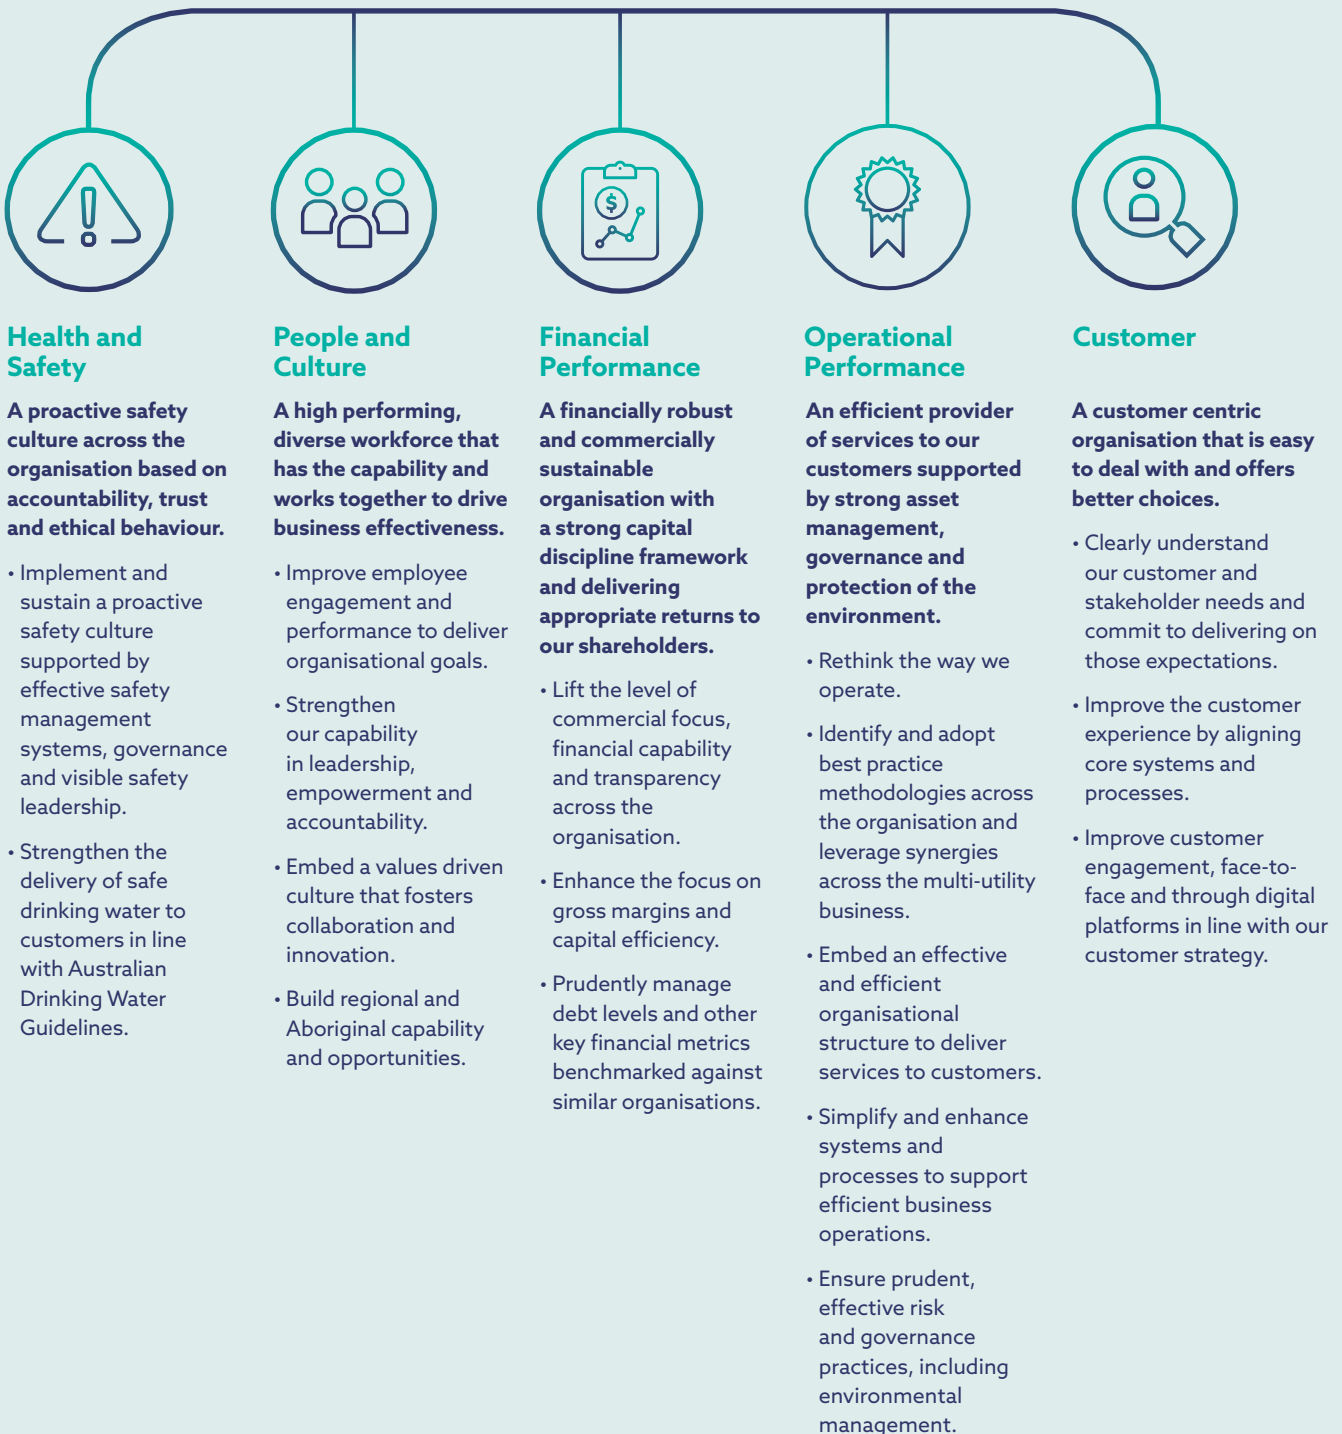 Health and
Safety
A proactive safety
culture across the
organisation based on
accountability, trust
and ethical behaviour.
• Implement and
sustain a proactive
safety culture
supported by
effective safety
management
systems, governance
and visible safety
leadership.
• Strengthen the
delivery of safe
drinking water to
customers in line
with Australian
Drinking Water
Guidelines.
People and
Culture
A high performing,
diverse workforce that
has the capability and
works together to drive
business effectiveness.
• Improve employee
engagement and
performance to deliver
organisational goals.
• Strengthen
our capability
in leadership,
empowerment and
accountability.
• Embed a values driven
culture that fosters
collaboration and
innovation.
• Build regional and
Aboriginal capability
and opportunities.
$
Financial
Performance
A financially robust
and commercially
sustainable
organisation with
a strong capital
discipline framework
and delivering
appropriate returns to
our shareholders.
• Lift the level of
commercial focus,
financial capability
and transparency
across the
organisation.
• Enhance the focus on
gross margins and
capital efficiency.
• Prudently manage
debt levels and other
key financial metrics
benchmarked against
similar organisations.
Operational
Performance
An efficient provider
of services to our
customers supported
by strong asset
management,
governance and
protection of the
environment.
• Rethink the way we
operate.
• Identify and adopt
best practice
methodologies across
the organisation and
leverage synergies
across the multi-utility
business.
• Embed an effective
and efficient
organisational
structure to deliver
services to customers.
• Simplify and enhance
systems and
processes to support
efficient business
operations.
• Ensure prudent,
effective risk
and governance
practices, including
environmental
management.
Customer
A customer centric
organisation that is easy
to deal with and offers
better choices.
• Clearly understand
our customer and
stakeholder needs and
commit to delivering on
those expectations.
• Improve the customer
experience by aligning
core systems and
processes.
• Improve customer
engagement, face-to-
face and through digital
platforms in line with our
customer strategy.